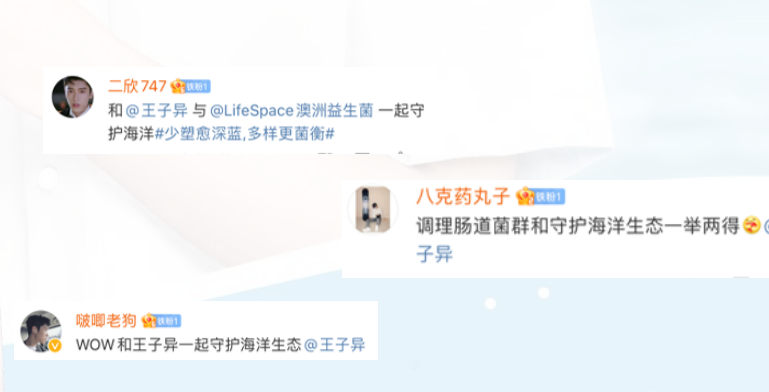 二欣747 铁粉1
和@王子异 与 @LifeSpace澳洲益生菌 一起守
护海洋#少塑愈深蓝,多样更菌衡#
八克药丸子 铁粉1
调理肠道菌群和守护海洋生态一举两得@
子异
啵唧老狗 铁粉1
WOW和王子异一起守护海洋生态@王子异